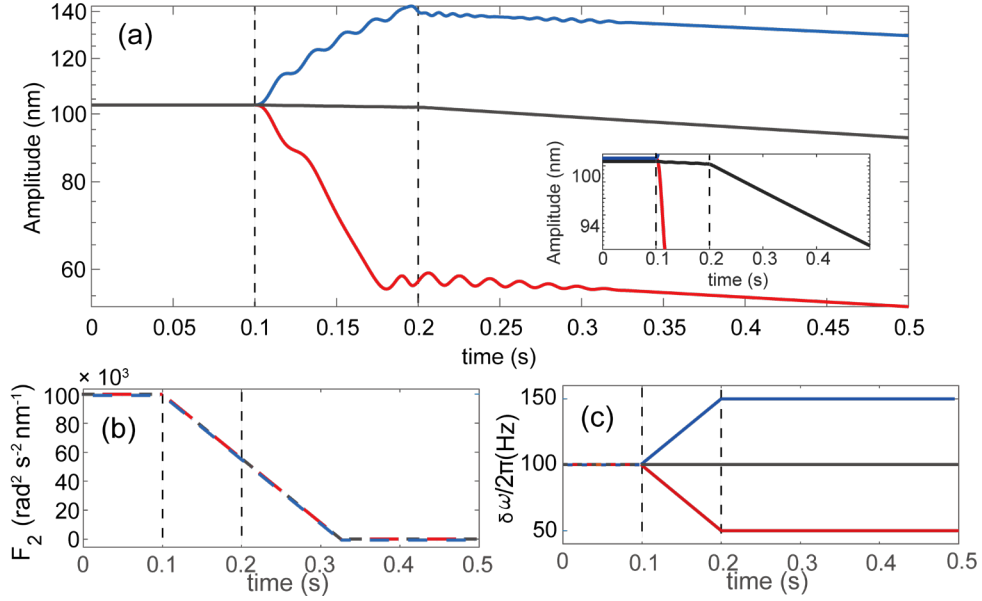 (a)
Amplitude (nm)
140
120
100
80
60
0 0.05 0.1 0.15 0.2 0.25 0.3 0.35 0.4 0.45 0.5
time (s)
Amplitude (nm)
100
94
0 0.1 0.2 0.3 0.4
time (s)
(b)
× 10³
F₂ (rad² s⁻² nm⁻¹)
100
80
60
40
20
0
0 0.1 0.2 0.3 0.4 0.5
time (s)
(c)
δω/2π(Hz)
150
100
50
0 0.1 0.2 0.3 0.4 0.5
time (s)